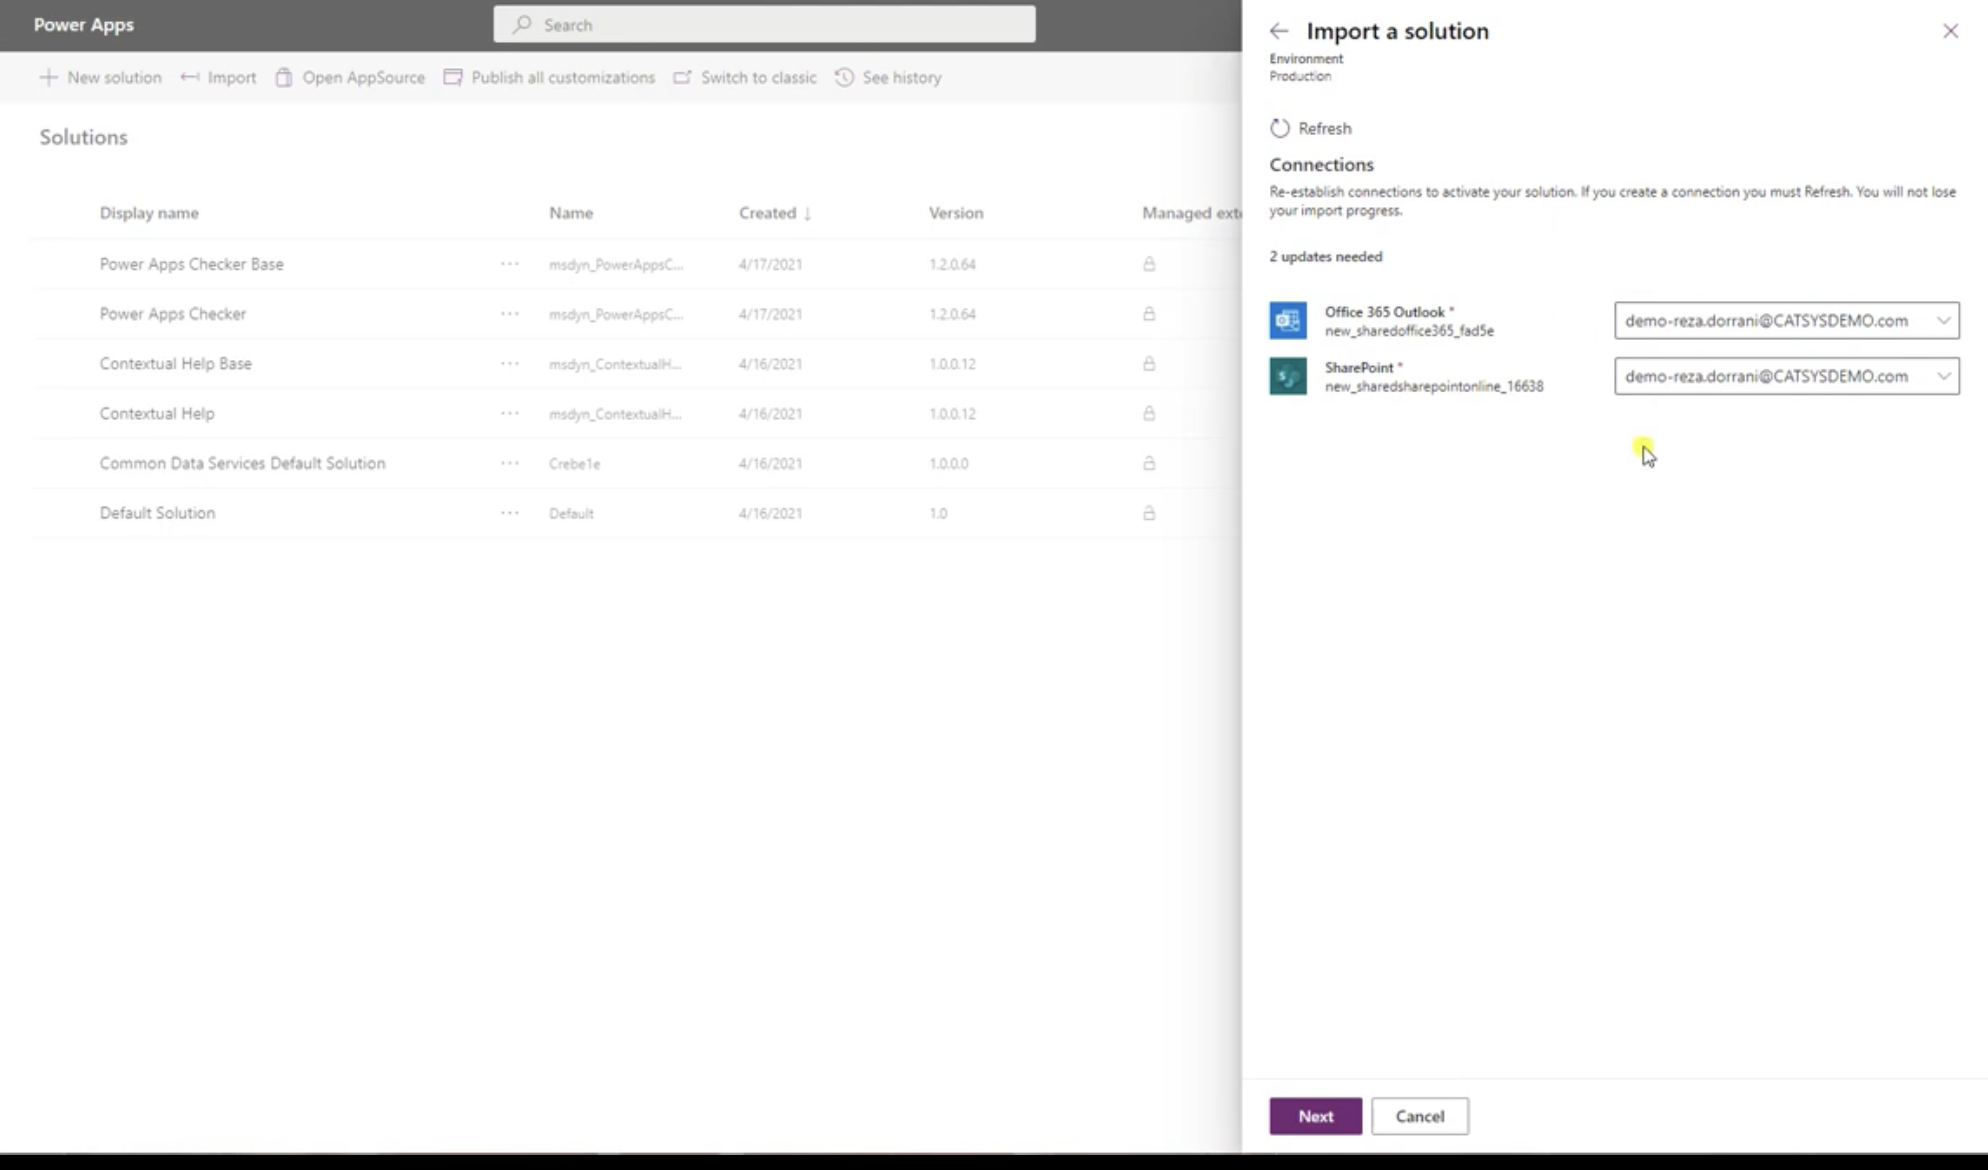 Power Apps
Search
New solution
Import
Open AppSource
Publish all customizations
Switch to classic
See history
Solutions
Display name Name Created Version Managed exte
Power Apps Checker Base ··· msdyn_PowerAppsC... 4/17/2021 1.2.0.64
Power Apps Checker ··· msdyn_PowerAppsC... 4/17/2021 1.2.0.64
Contextual Help Base ··· msdyn_ContextualH... 4/16/2021 1.0.0.12
Contextual Help ··· msdyn_ContextualH... 4/16/2021 1.0.0.12
Common Data Services Default Solution ··· Crebe1e 4/16/2021 1.0.0.0
Default Solution ··· Default 4/16/2021 1.0
Import a solution
Environment
Production
Refresh
Connections
Re-establish connections to activate your solution. If you create a connection you must Refresh. You will not lose
your import progress.
2 updates needed
Office 365 Outlook *
new_sharedoffice365_fad5e
demo-reza.dorrani@CATSYSDEMO.com
SharePoint *
new_sharedsharepointonline_16638
demo-reza.dorrani@CATSYSDEMO.com
Next
Cancel